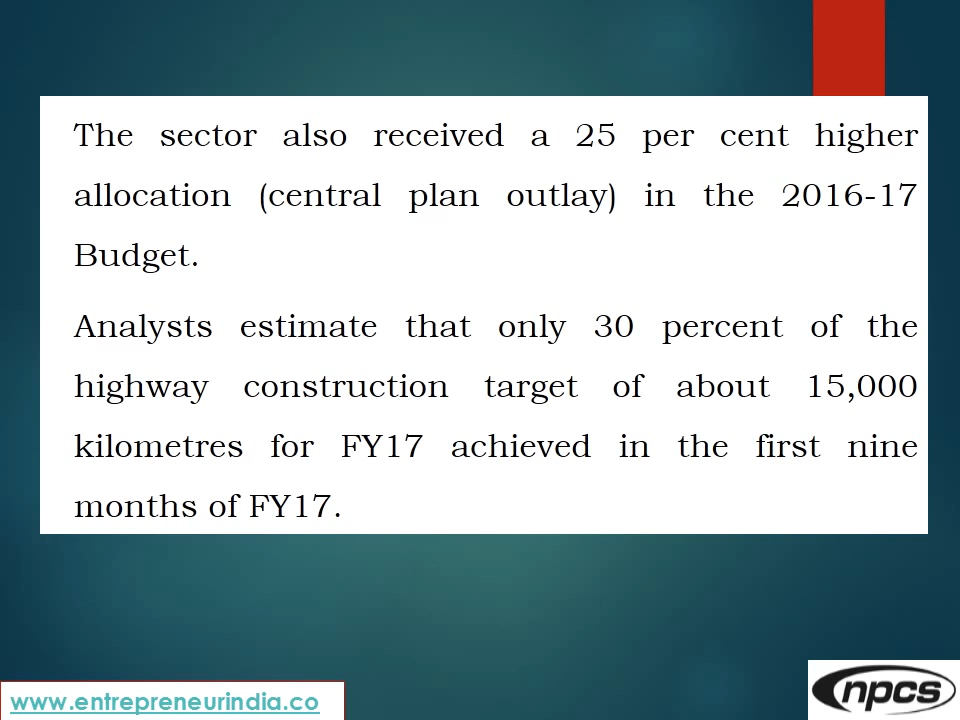 The sector also received a 25 per cent higher
allocation (central plan outlay) in the 2016-17
Budget.
Analysts estimate that only 30 percent of the
highway construction target of about 15,000
kilometres for FY17 achieved in the first nine
months of FY17.
www.entrepreneurindia.co
npcs